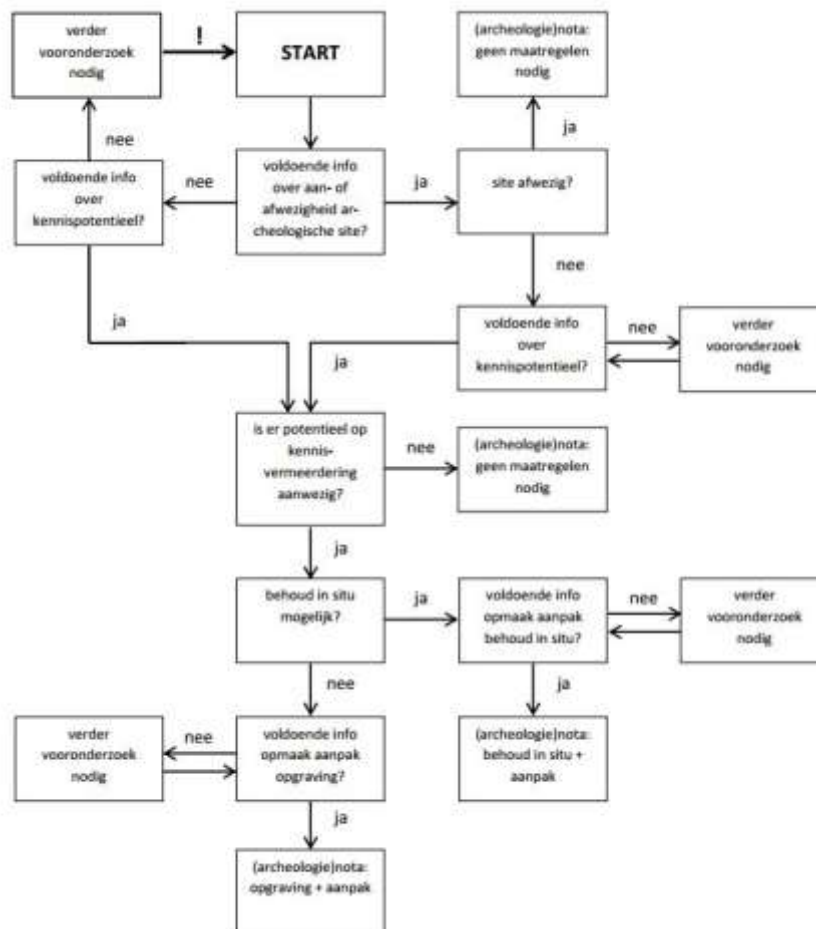 verder
vooronderzoek
nodig
!
START
(archeologie)nota:
geen maatregelen
nodig
nee
ja
voldoende info
over
kennispotentieel?
nee
voldoende info
over aan- of
afwezigheid ar-
cheologische site?
ja
site afwezig?
nee
ja
voldoende info
over
kennispotentieel?
nee
verder
vooronderzoek
nodig
ja
is er potentieel op
kennis-
vermeerdering
aanwezig?
nee
(archeologie)nota:
geen maatregelen
nodig
ja
behoud in situ
mogelijk?
ja
voldoende info
opmaak aanpak
behoud in situ?
nee
verder
vooronderzoek
nodig
nee
ja
verder
vooronderzoek
nodig
nee
voldoende info
opmaak aanpak
opgraving?
(archeologie)nota:
behoud in situ +
aanpak
ja
(archeologie)nota:
opgraving + aanpak